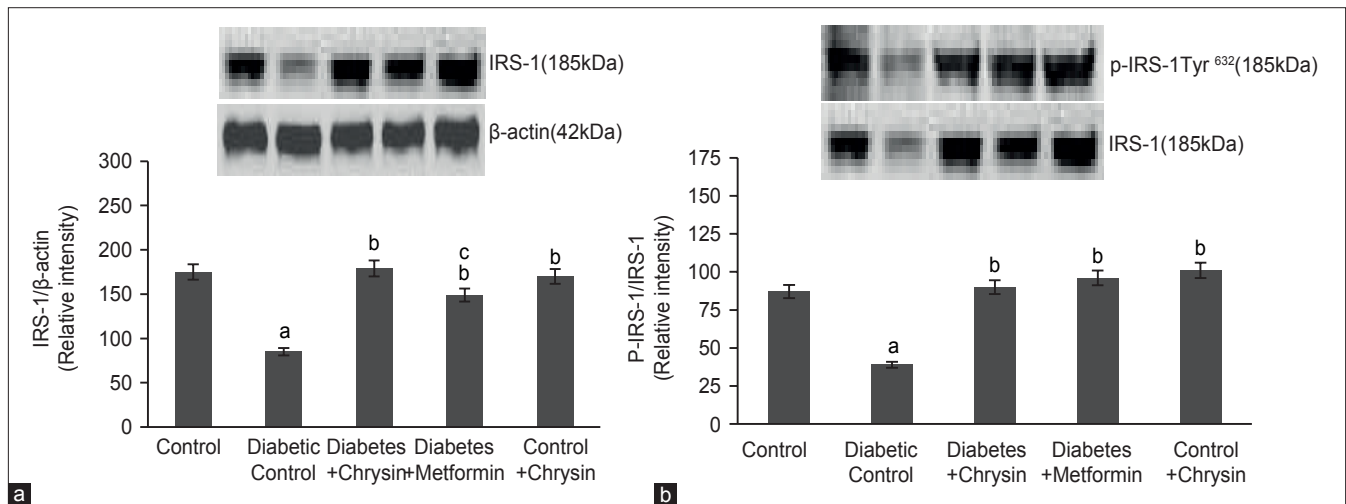 IRS-1(185kDa)
β-actin(42kDa)
300
250
200
150
100
50
0
IRS-1/β-actin
(Relative intensity)
a
b
c
b
b
Control
Diabetic
Control
Diabetes
+Chrysin
Diabetes
+Metformin
Control
+Chrysin
a
p-IRS-1Tyr 632(185kDa)
IRS-1(185kDa)
175
150
125
100
75
50
25
0
P-IRS-1/IRS-1
(Relative intensity)
a
b
b
b
Control
Diabetic
Control
Diabetes
+Chrysin
Diabetes
+Metformin
Control
+Chrysin
b